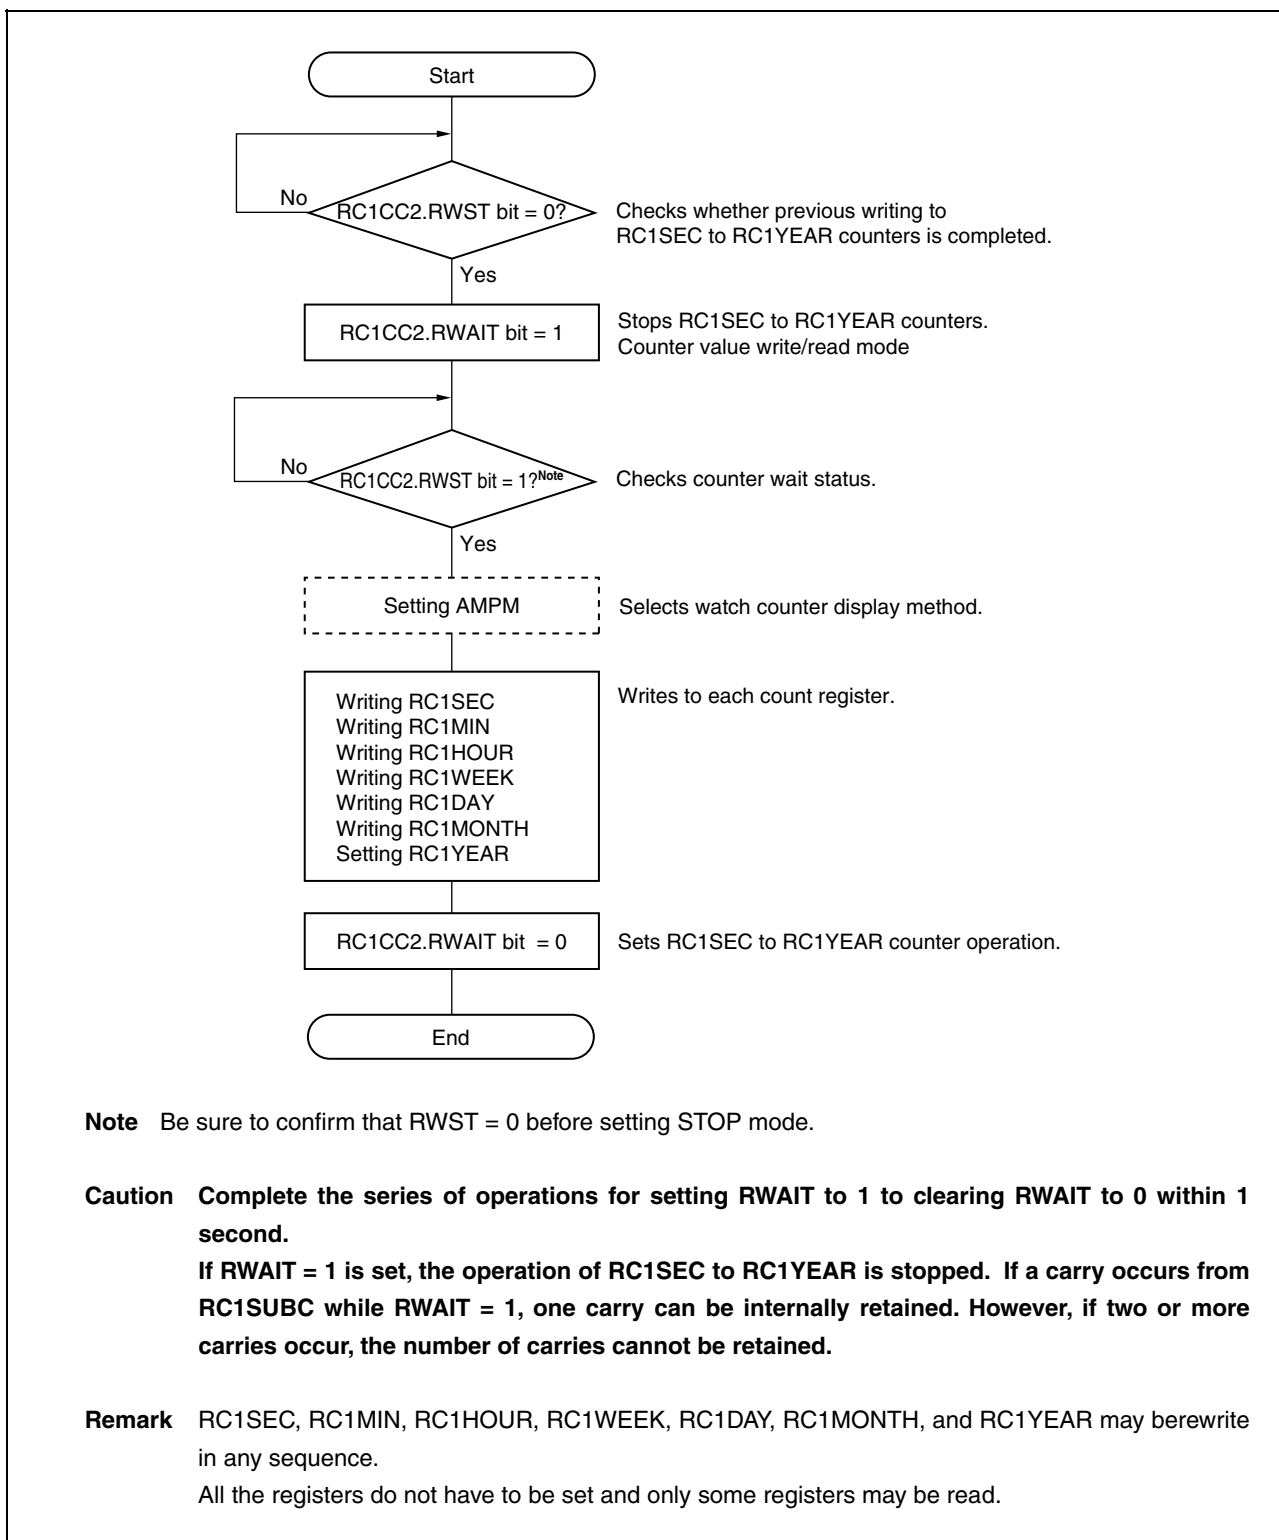 Start
No
RC1CC2.RWST bit = 0?
Checks whether previous writing to
RC1SEC to RC1YEAR counters is completed.
Yes
RC1CC2.RWAIT bit = 1
Stops RC1SEC to RC1YEAR counters.
Counter value write/read mode
No
RC1CC2.RWST bit = 1?Note
Checks counter wait status.
Yes
Setting AMPM
Selects watch counter display method.
Writing RC1SEC
Writing RC1MIN
Writing RC1HOUR
Writing RC1WEEK
Writing RC1DAY
Writing RC1MONTH
Setting RC1YEAR
Writes to each count register.
RC1CC2.RWAIT bit = 0
Sets RC1SEC to RC1YEAR counter operation.
End
Note Be sure to confirm that RWST = 0 before setting STOP mode.
Caution Complete the series of operations for setting RWAIT to 1 to clearing RWAIT to 0 within 1
second.
If RWAIT = 1 is set, the operation of RC1SEC to RC1YEAR is stopped. If a carry occurs from
RC1SUBC while RWAIT = 1, one carry can be internally retained. However, if two or more
carries occur, the number of carries cannot be retained.
Remark RC1SEC, RC1MIN, RC1HOUR, RC1WEEK, RC1DAY, RC1MONTH, and RC1YEAR may berewrite
in any sequence.
All the registers do not have to be set and only some registers may be read.